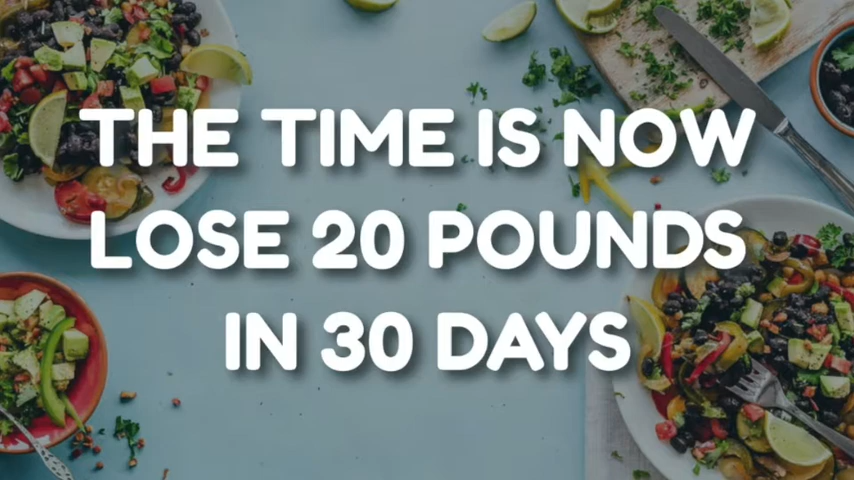 THE TIME IS NOW
LOSE 20 POUNDS
IN 30 DAYS